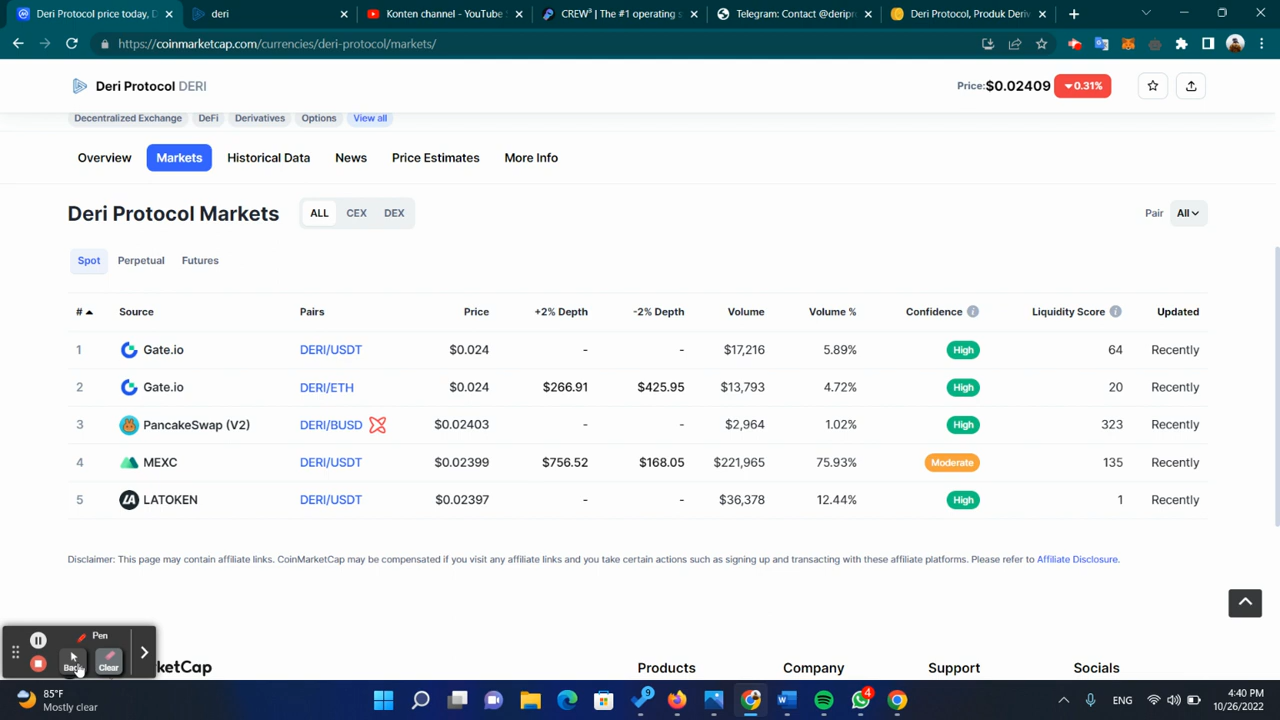 Deri Protocol price today, D
deri
Konten channel - YouTube S
CREW³ | The #1 operating s
Telegram: Contact @deripro
Deri Protocol, Produk Deriv
https://coinmarketcap.com/currencies/deri-protocol/markets/
Deri Protocol DERI
Price:$0.02409 0.31%
Decentralized Exchange DeFi Derivatives Options View all
Overview Markets Historical Data News Price Estimates More Info
Deri Protocol Markets ALL CEX DEX Pair All
Spot Perpetual Futures
# Source Pairs Price +2% Depth -2% Depth Volume Volume % Confidence Liquidity Score Updated
1 Gate.io DERI/USDT $0.024 - - $17,216 5.89% High 64 Recently
2 Gate.io DERI/ETH $0.024 $266.91 $425.95 $13,793 4.72% High 20 Recently
3 PancakeSwap (V2) DERI/BUSD $0.02403 - - $2,964 1.02% High 323 Recently
4 MEXC DERI/USDT $0.02399 $756.52 $168.05 $221,965 75.93% Moderate 135 Recently
5 LATOKEN DERI/USDT $0.02397 - - $36,378 12.44% High 1 Recently
Disclaimer: This page may contain affiliate links. CoinMarketCap may be compensated if you visit any affiliate links and you take certain actions such as signing up and transacting with these affiliate platforms. Please refer to Affiliate Disclosure.
Pen
Clear
ketCap Products Company Support Socials
85°F
Mostly clear
9
4
ENG
4:40 PM
10/26/2022